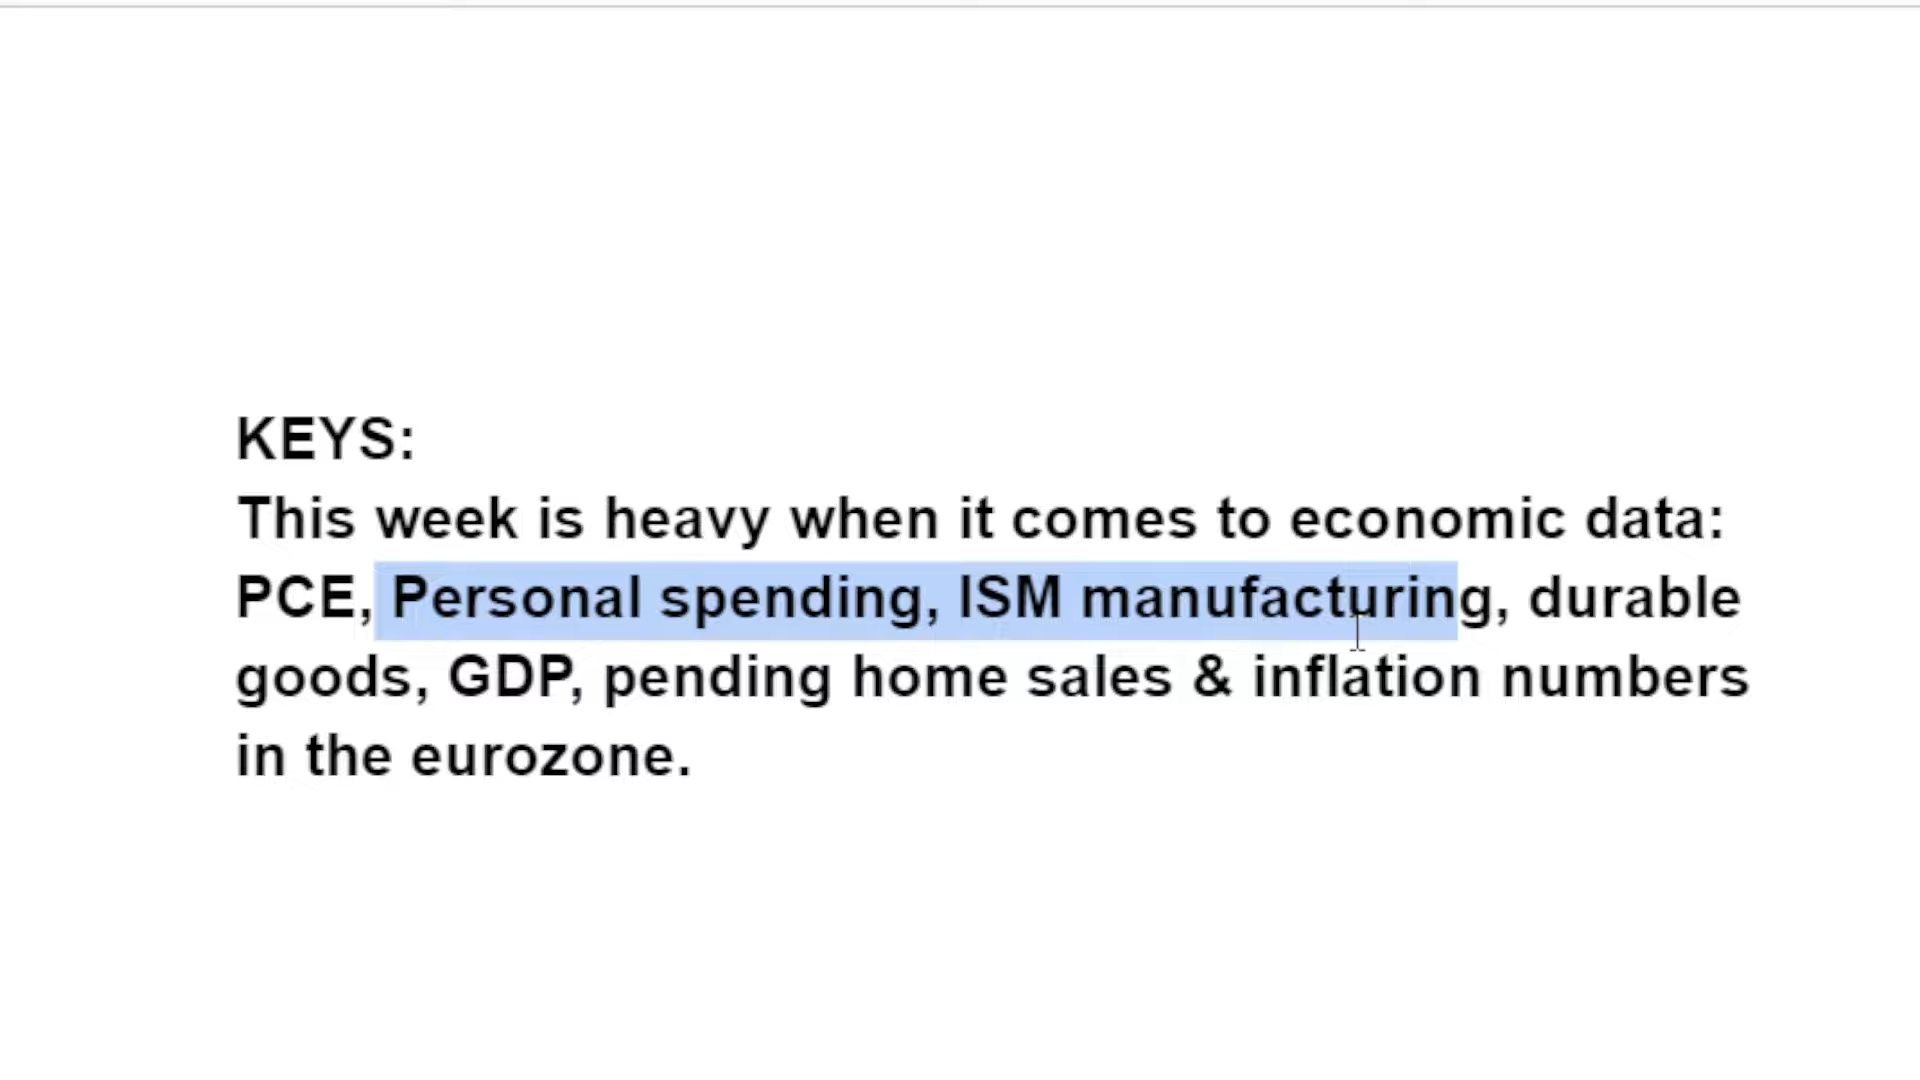 KEYS:
This week is heavy when it comes to economic data:
PCE, Personal spending, ISM manufacturing, durable
goods, GDP, pending home sales & inflation numbers
in the eurozone.